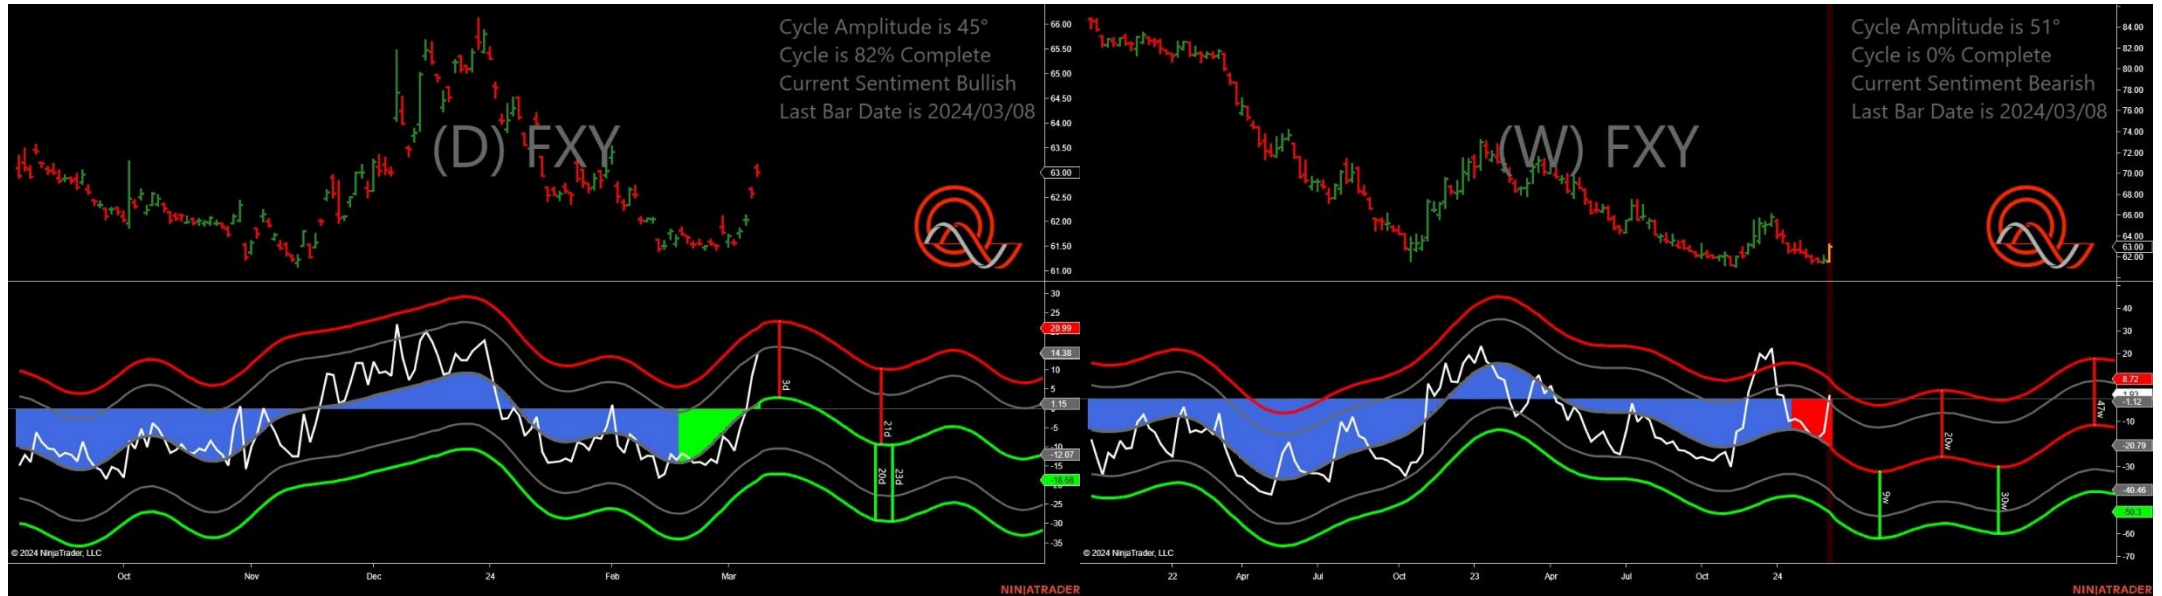 Cycle Amplitude is 45°
Cycle is 82% Complete
Current Sentiment Bullish
Last Bar Date is 2024/03/08
(D) FXY
66.00
65.50
65.00
64.50
64.00
63.50
63.00
62.50
62.00
61.50
61.00
30
25
20.99
14.38
10
5
1.15
-5
-10
-12.07
-15
-18.68
-25
-30
-35
3d
21d
20d
23d
© 2024 NinjaTrader, LLC
Oct
Nov
Dec
24
Feb
Mar
NINJATRADER
Cycle Amplitude is 51°
Cycle is 0% Complete
Current Sentiment Bearish
Last Bar Date is 2024/03/08
(W) FXY
84.00
82.00
80.00
78.00
76.00
74.00
72.00
70.00
68.00
66.00
64.00
63.00
62.00
40
30
20
8.72
-1.12
-10
-20.79
-30
-40.46
-50.3
-60
-70
9w
20w
30w
47w
© 2024 NinjaTrader, LLC
22
Apr
Jul
Oct
23
Apr
Jul
Oct
24
NINJATRADER